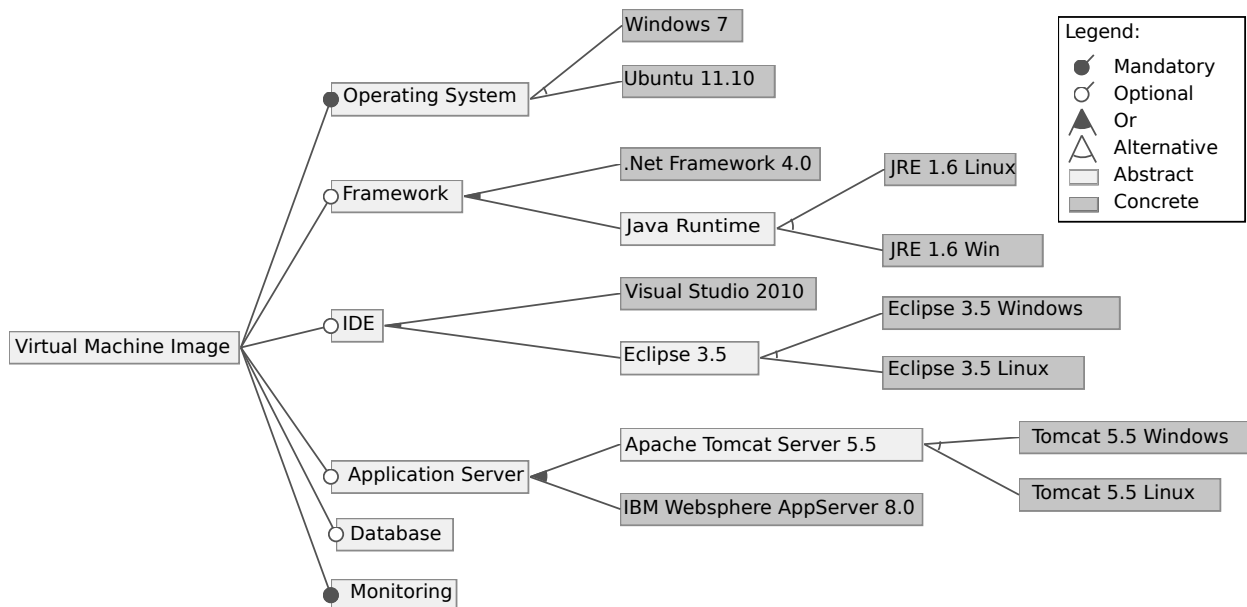 Windows 7
Ubuntu 11.10
Operating System
.Net Framework 4.0
Framework
Java Runtime
JRE 1.6 Linux
JRE 1.6 Win
Visual Studio 2010
IDE
Eclipse 3.5
Eclipse 3.5 Windows
Eclipse 3.5 Linux
Virtual Machine Image
Apache Tomcat Server 5.5
Application Server
IBM Websphere AppServer 8.0
Tomcat 5.5 Windows
Tomcat 5.5 Linux
Database
Monitoring
Legend:
Mandatory
Optional
Or
Alternative
Abstract
Concrete